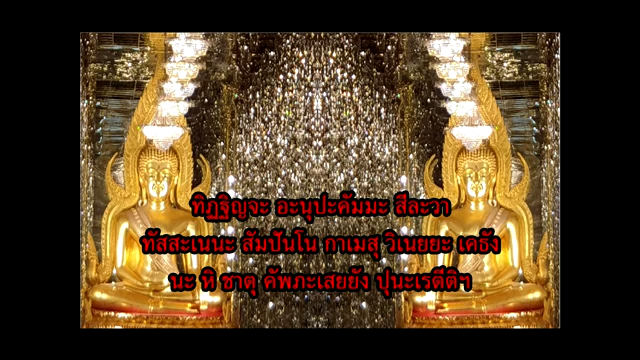 ทิฏฐิญจะ อะนุปะคัมมะ สีละวา
ทัสสะเนนะ สัมปันโน กาเมสุ วิเนยยะ เคธัง
นะ หิ ชาตุ คัพภะเสยยัง ปุนะเรตีติฯ